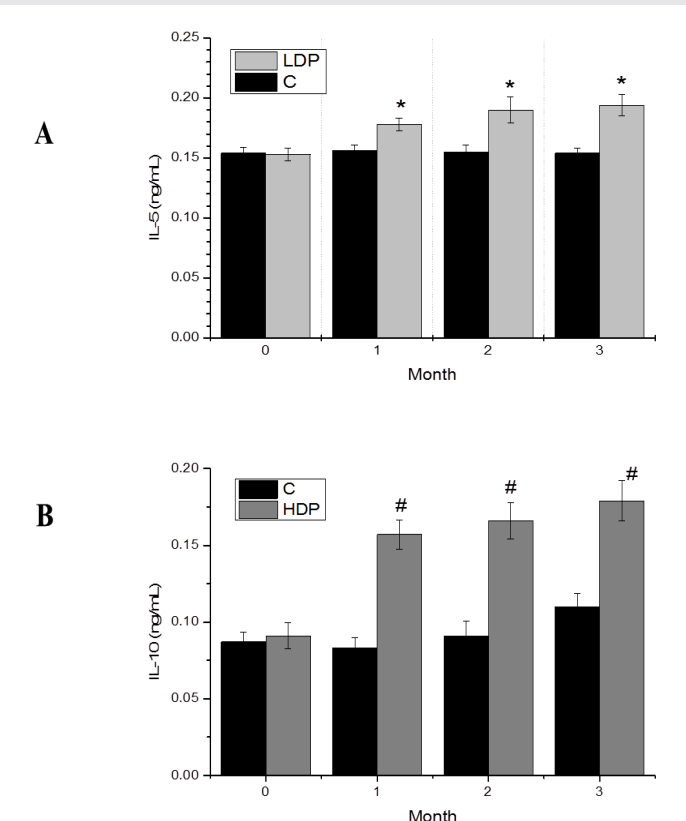 0.25
LDP
C
0.20
* * *
A
0.15
IL-5 (ng/mL)
0.10
0.05
0.00
0 1 2 3
Month
0.20
C
HDP
# # #
B
0.15
0.10
IL-10 (ng/mL)
0.05
0.00
0 1 2 3
Month